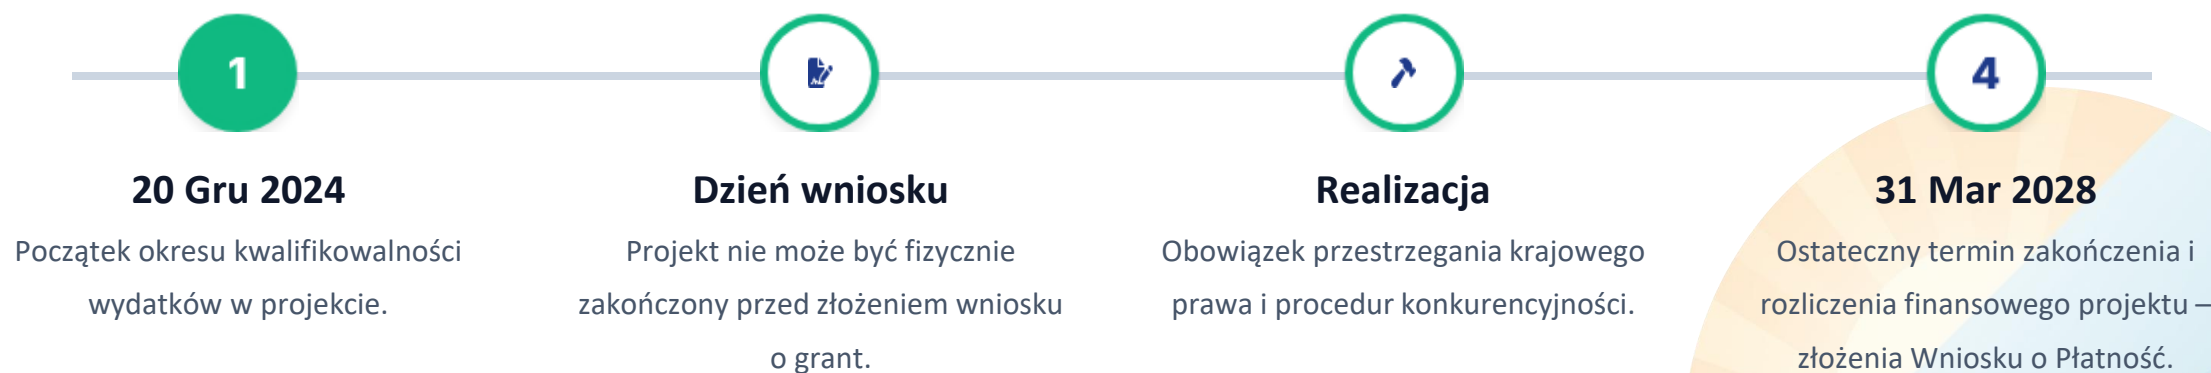 1
4
20 Gru 2024
Początek okresu kwalifikowalności
wydatków w projekcie.
Dzień wniosku
Projekt nie może być fizycznie
zakończony przed złożeniem wniosku
o grant.
Realizacja
Obowiązek przestrzegania krajowego
prawa i procedur konkurencyjności.
31 Mar 2028
Ostateczny termin zakończenia i
rozliczenia finansowego projektu –
złożenia Wniosku o Płatność.